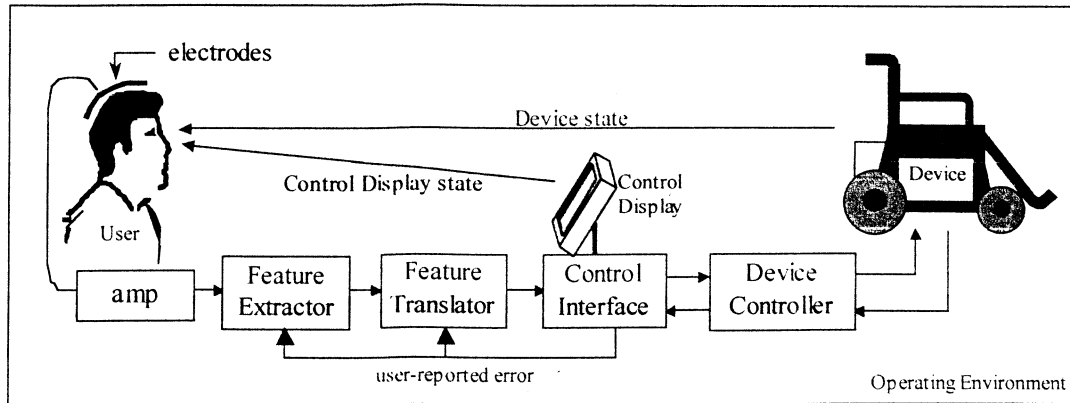 electrodes
Device state
Control Display state
Control
Display
Device
User
amp
Feature
Extractor
Feature
Translator
Control
Interface
Device
Controller
user-reported error
Operating Environment